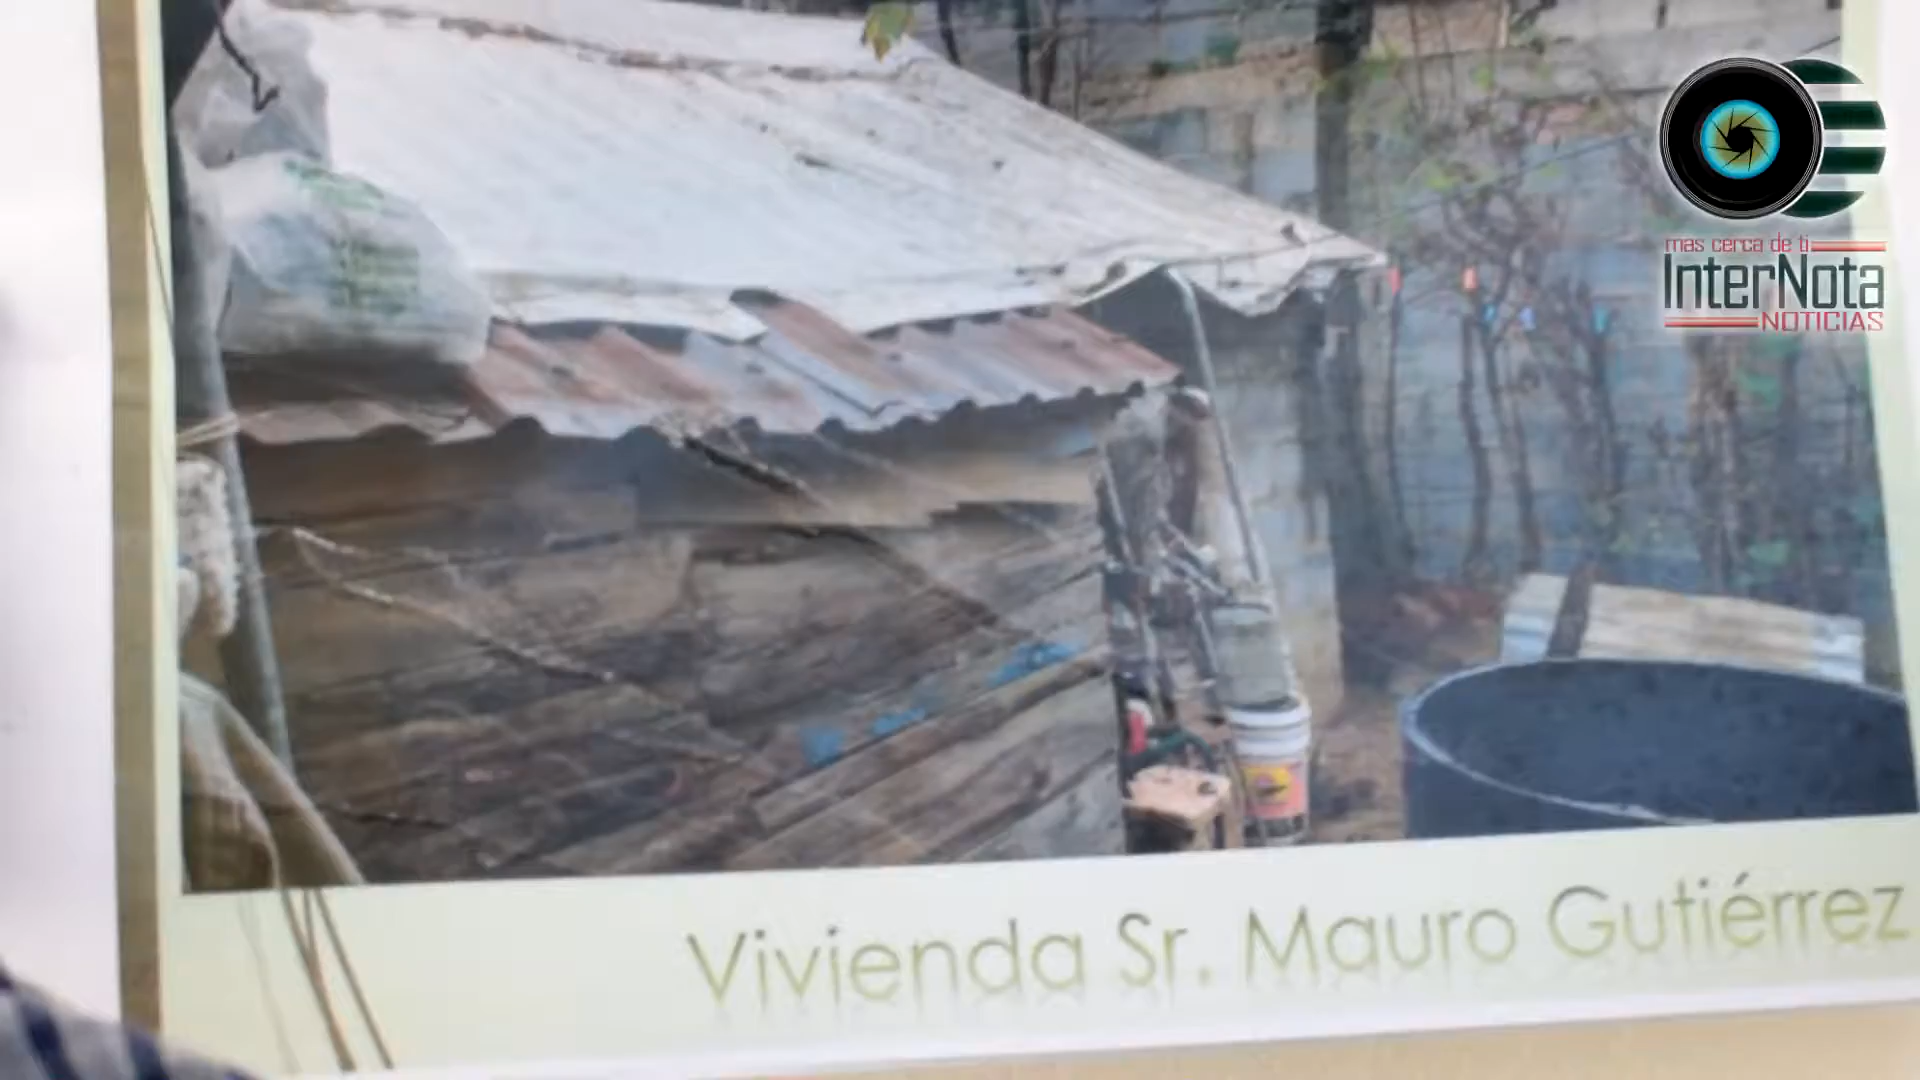 mas cerca de ti
InterNota
NOTICIAS
Vivienda Sr. Mauro Gutiérrez